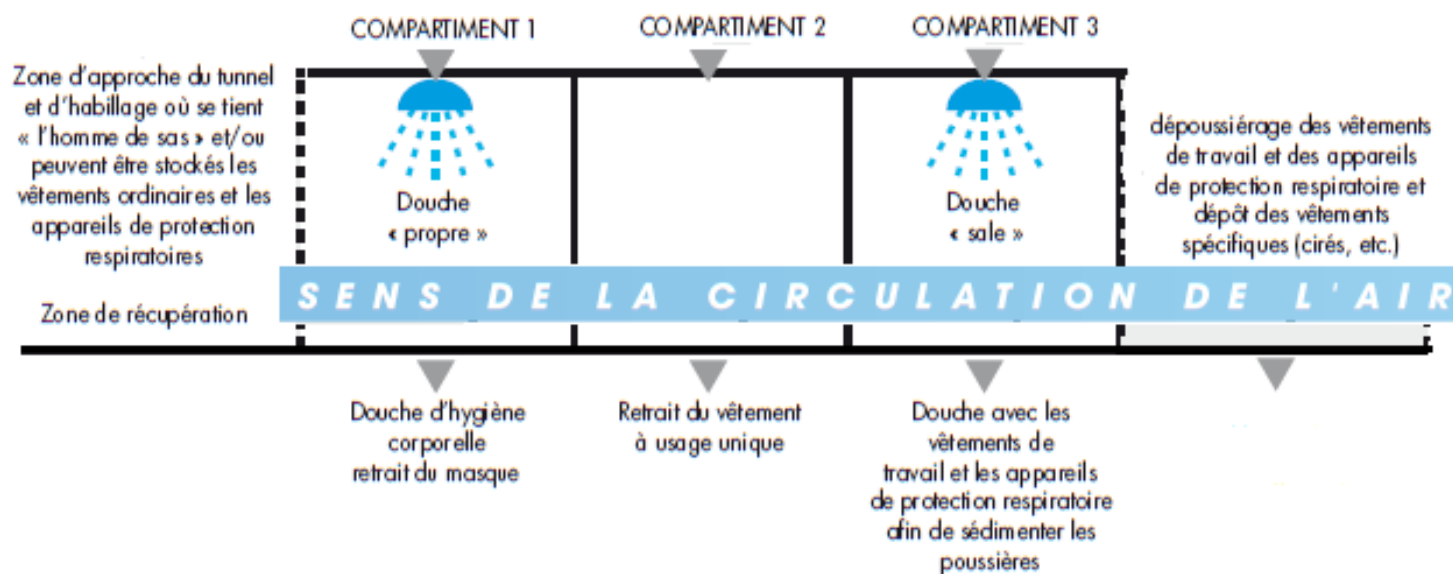 COMPARTIMENT 1
COMPARTIMENT 2
COMPARTIMENT 3
Zone d'approche du tunnel
et d'habillage où se tient
« l'homme de sas » et/ou
peuvent être stockés les
vêtements ordinaires et les
appareils de protection
respiratoires
Zone de récupération
Douche
« propre »
Douche
« sale »
dépoussiérage des vêtements
de travail et des appareils
de protection respiratoire et
dépôt des vêtements
spécifiques (cirés, etc.)
SENS DE LA CIRCULATION DE L'AIR
Douche d'hygiène
corporelle
retrait du masque
Retrait du vêtement
à usage unique
Douche avec les
vêtements de
travail et les appareils
de protection respiratoire
afin de sédimenter les
poussières